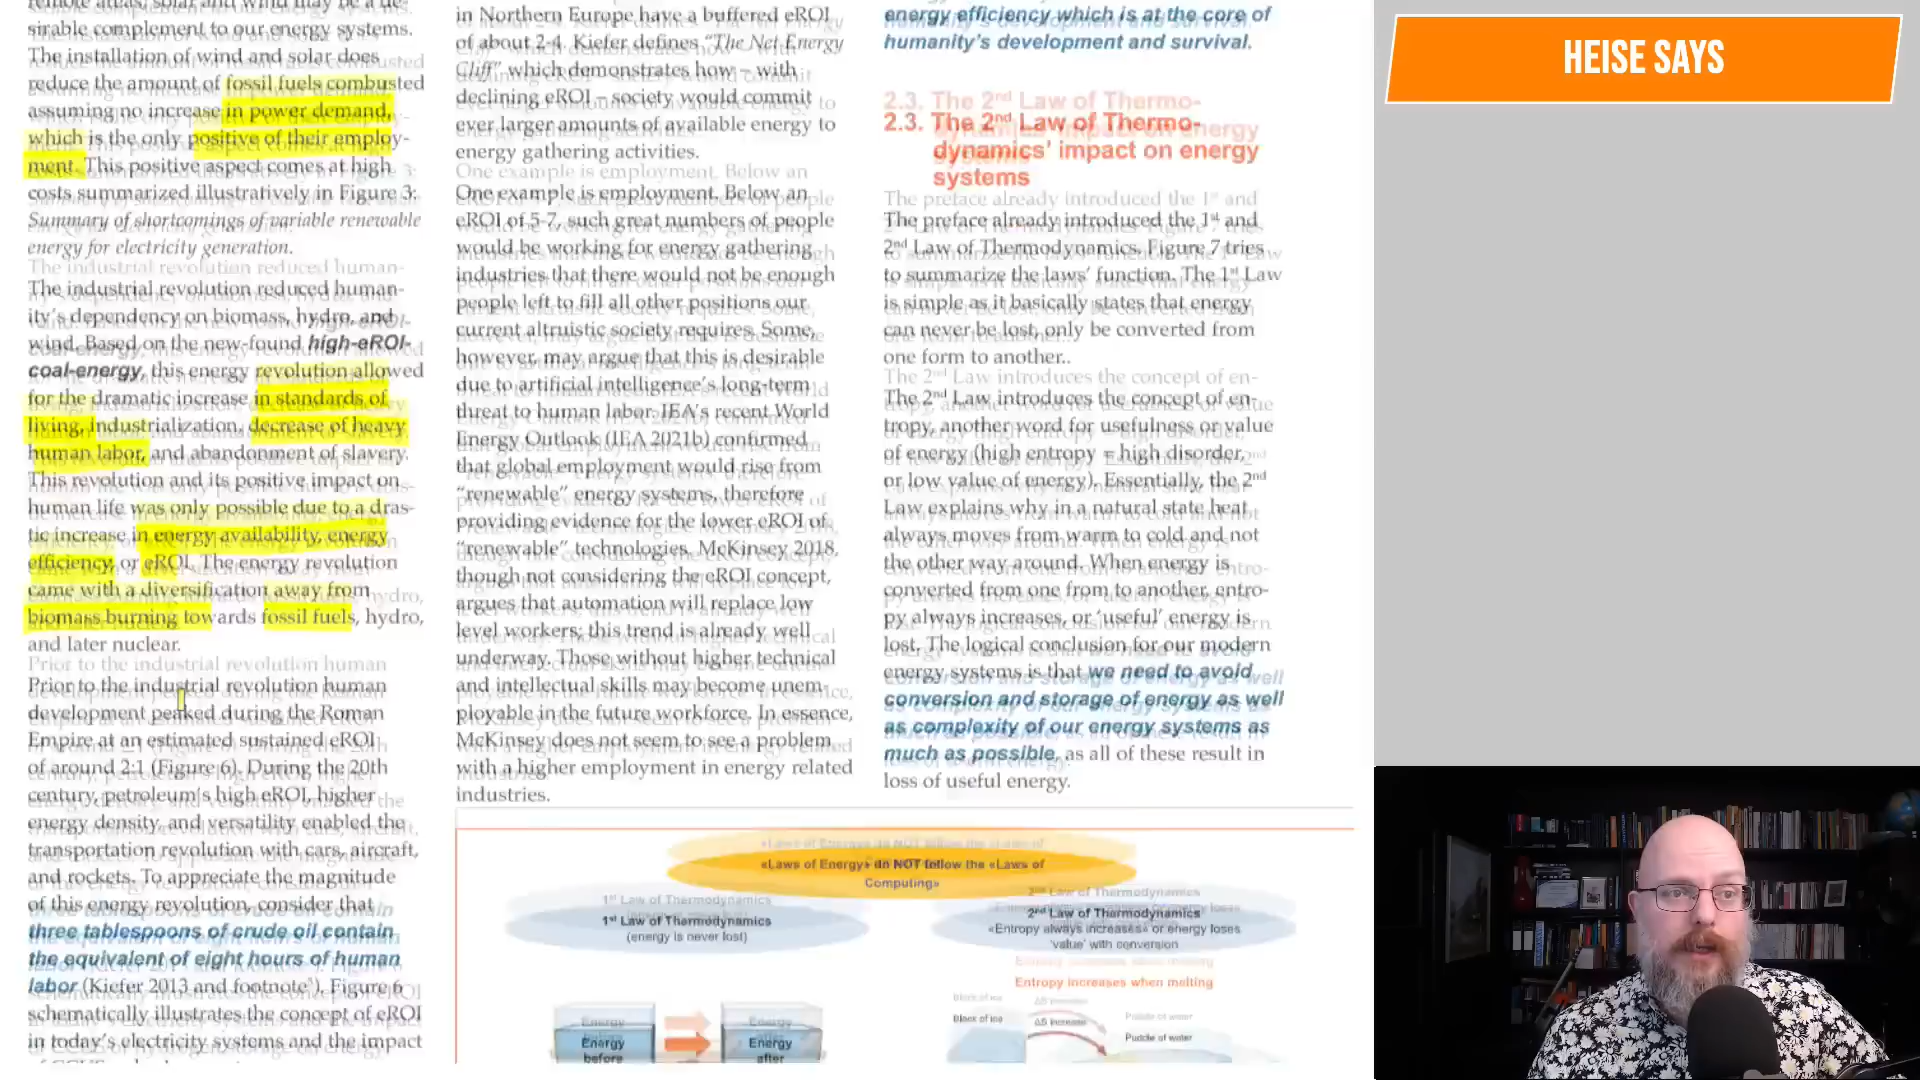 sirable complement to our energy systems.
The installation of wind and solar does
reduce the amount of fossil fuels combusted
assuming no increase in power demand,
which is the only positive of their employ-
ment. This positive aspect comes at high
costs summarized illustratively in Figure 3:
Summary of shortcomings of variable renewable
energy for electricity generation.
The industrial revolution reduced human-
ity's dependency on biomass, hydro, and
wind. Based on the new-found high-eROI-
coal-energy, this energy revolution allowed
for the dramatic increase in standards of
living, industrialization, decrease of heavy
human labor, and abandonment of slavery.
This revolution and its positive impact on
human life was only possible due to a dras-
tic increase in energy availability, energy
efficiency, or eROI. The energy revolution
came with a diversification away from
biomass burning towards fossil fuels, hydro,
and later nuclear.
Prior to the industrial revolution human
development peaked during the Roman
Empire at an estimated sustained eROI
of around 2:1 (Figure 6). During the 20th
century, petroleum's high eROI, higher
energy density, and versatility enabled the
transportation revolution with cars, aircraft,
and rockets. To appreciate the magnitude
of this energy revolution, consider that
three tablespoons of crude oil contain
the equivalent of eight hours of human
labor (Kiefer 2013 and footnote). Figure 6
schematically illustrates the concept of eROI
in today's electricity systems and the impact
in Northern Europe have a buffered eROI
of about 2-4. Kiefer defines "The Net Energy
Cliff" which demonstrates how – with
declining eROI – society would commit
ever larger amounts of available energy to
energy gathering activities.
One example is employment. Below an
eROI of 5-7, such great numbers of people
would be working for energy gathering
industries that there would not be enough
people left to fill all other positions our
current altruistic society requires. Some,
however, may argue that this is desirable
due to artificial intelligence's long-term
threat to human labor. IEA's recent World
Energy Outlook (IEA 2021b) confirmed
that global employment would rise from
"renewable" energy systems, therefore
providing evidence for the lower eROI of
"renewable" technologies. McKinsey 2018,
though not considering the eROI concept,
argues that automation will replace low
level workers; this trend is already well
underway. Those without higher technical
and intellectual skills may become unem-
ployable in the future workforce. In essence,
McKinsey does not seem to see a problem
with a higher employment in energy related
industries.
energy efficiency which is at the core of
humanity's development and survival.
2.3. The 2nd Law of Thermo-
dynamics' impact on energy
systems
The preface already introduced the 1st and
2nd Law of Thermodynamics. Figure 7 tries
to summarize the laws' function. The 1st Law
is simple as it basically states that energy
can never be lost, only be converted from
one form to another..
The 2nd Law introduces the concept of en-
tropy, another word for usefulness or value
of energy (high entropy = high disorder,
or low value of energy). Essentially, the 2nd
Law explains why in a natural state heat
always moves from warm to cold and not
the other way around. When energy is
converted from one from to another, entro-
py always increases, or 'useful' energy is
lost. The logical conclusion for our modern
energy systems is that we need to avoid
conversion and storage of energy as well
as complexity of our energy systems as
much as possible, as all of these result in
loss of useful energy.
«Laws of Energy» do NOT follow the «Laws of
Computing»
1st Law of Thermodynamics
(energy is never lost)
2nd Law of Thermodynamics
«Entropy always increases» or energy loses
'value' with conversion
Entropy increases when melting
Energy
before
Energy
after
Block of ice
ΔS increase
Puddle of water
HEISE SAYS